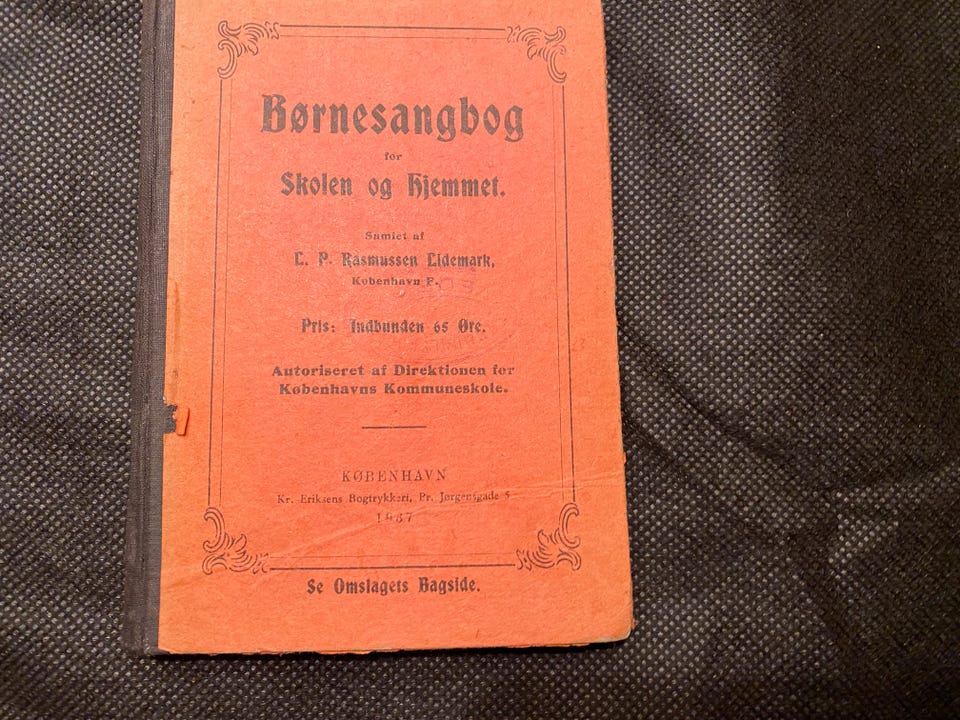 Børnesangbog
for
Skolen og Hjemmet.
Samlet af
L. P. Rasmussen Lidemark,
København F.
Pris: Indbunden 65 Øre.
Autoriseret af Direktionen for
Københavns Kommuneskole.
KØBENHAVN
Kr. Eriksens Bogtrykkeri, Pr. Jørgensgade 5
1937
Se Omslagets Bagside.